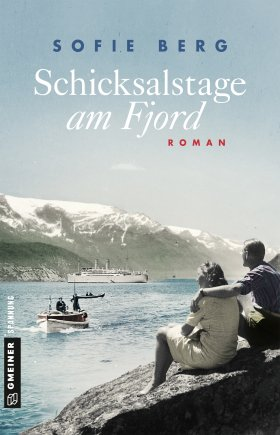 SOFIE BERG
Schicksalstage
am Fjord
ROMAN
GMEINER
SPANNUNG